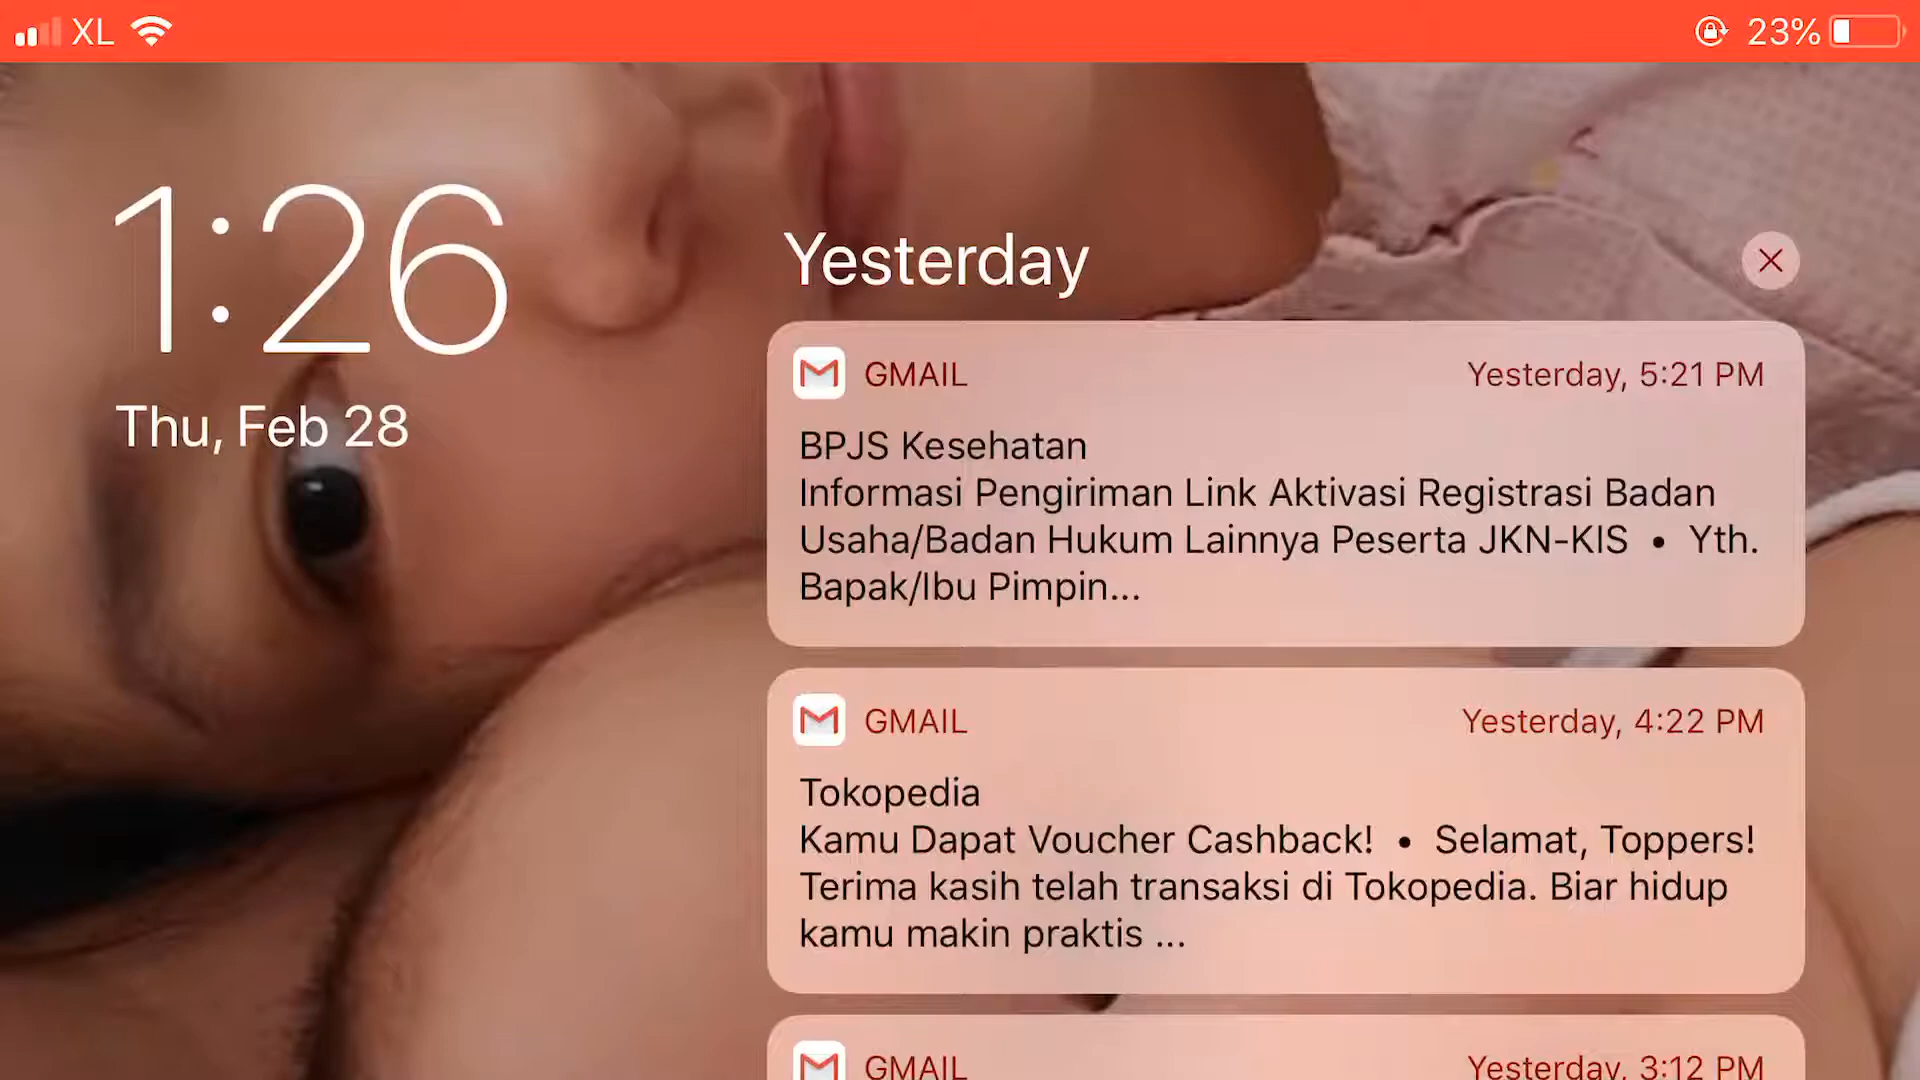 XL
23%
1:26
Thu, Feb 28
Yesterday
GMAIL
Yesterday, 5:21 PM
BPJS Kesehatan
Informasi Pengiriman Link Aktivasi Registrasi Badan
Usaha/Badan Hukum Lainnya Peserta JKN-KIS • Yth.
Bapak/Ibu Pimpin...
GMAIL
Yesterday, 4:22 PM
Tokopedia
Kamu Dapat Voucher Cashback! • Selamat, Toppers!
Terima kasih telah transaksi di Tokopedia. Biar hidup
kamu makin praktis ...
GMAIL
Yesterday, 3:12 PM